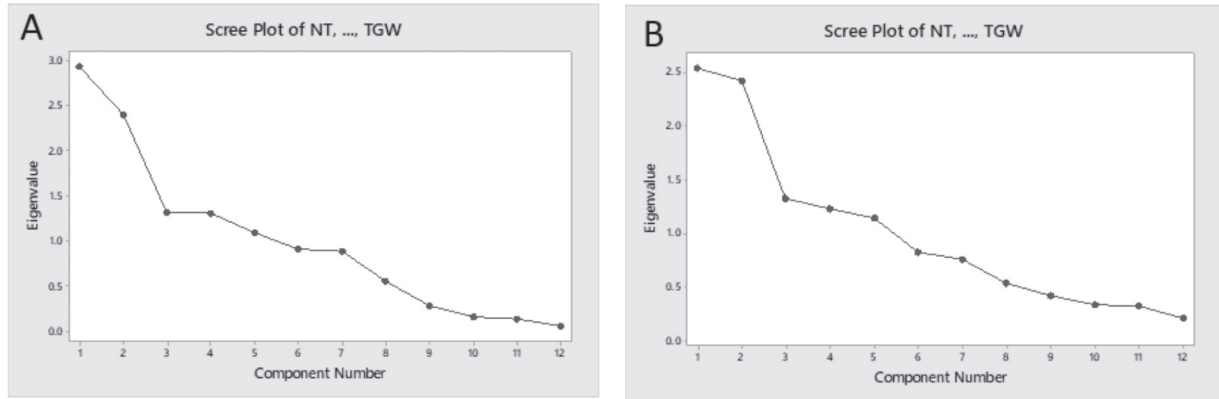 A
Scree Plot of NT, ..., TGW
3.0
2.5
2.0
1.5
1.0
0.5
0.0
Eigenvalue
1 2 3 4 5 6 7 8 9 10 11 12
Component Number
B
Scree Plot of NT, ..., TGW
2.5
2.0
1.5
1.0
0.5
0.0
Eigenvalue
1 2 3 4 5 6 7 8 9 10 11 12
Component Number